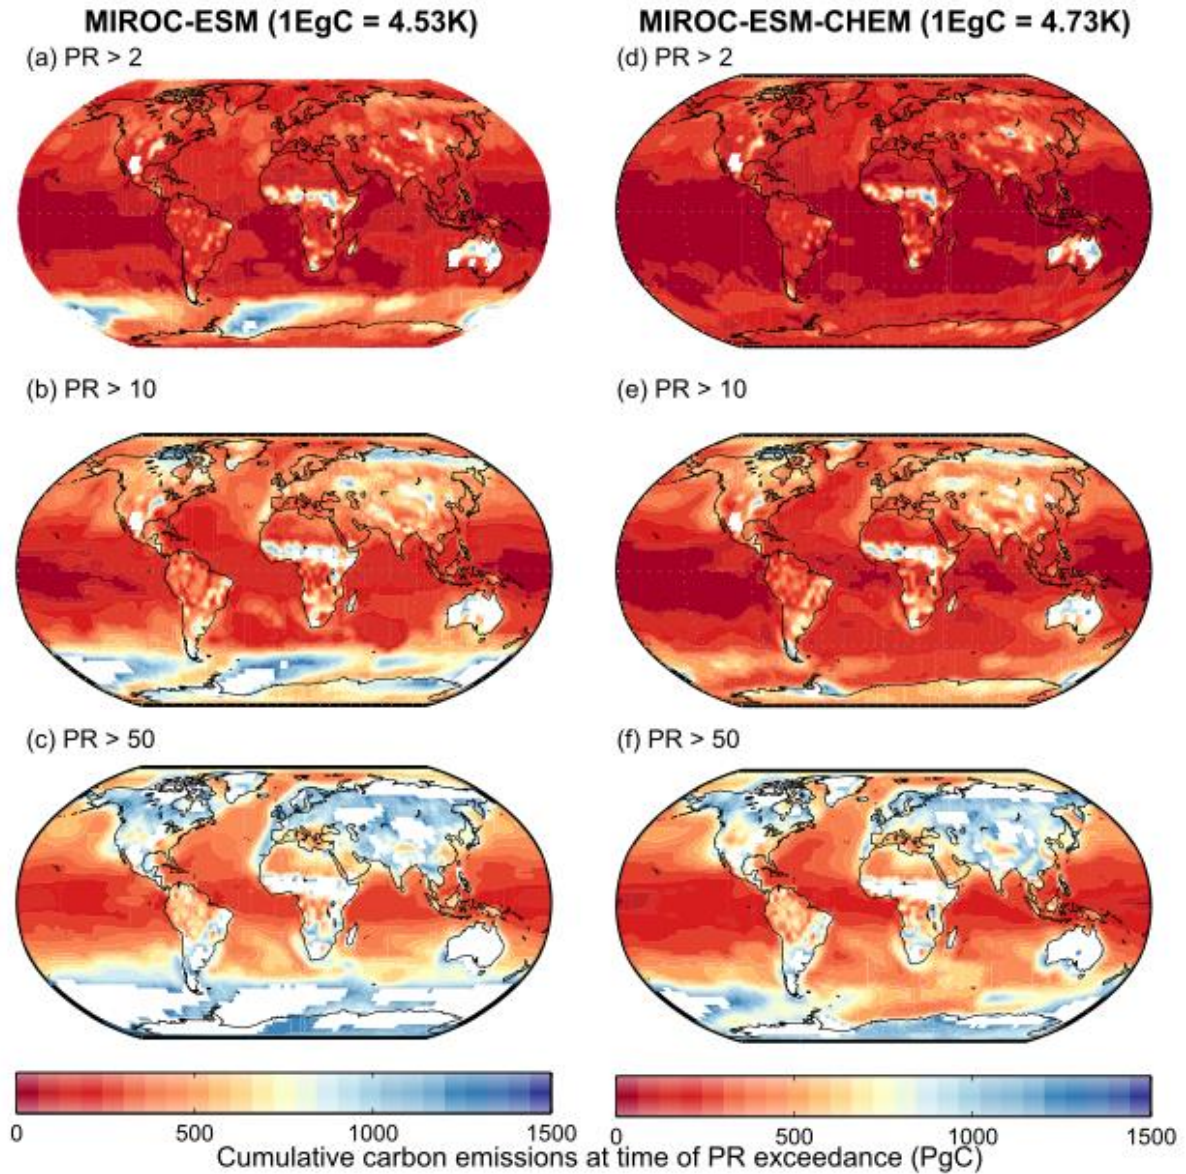 MIROC-ESM (1EgC = 4.53K)
MIROC-ESM-CHEM (1EgC = 4.73K)
(a) PR > 2
(d) PR > 2
(b) PR > 10
(e) PR > 10
(c) PR > 50
(f) PR > 50
0 500 1000 1500
0 500 1000 1500
Cumulative carbon emissions at time of PR exceedance (PgC)